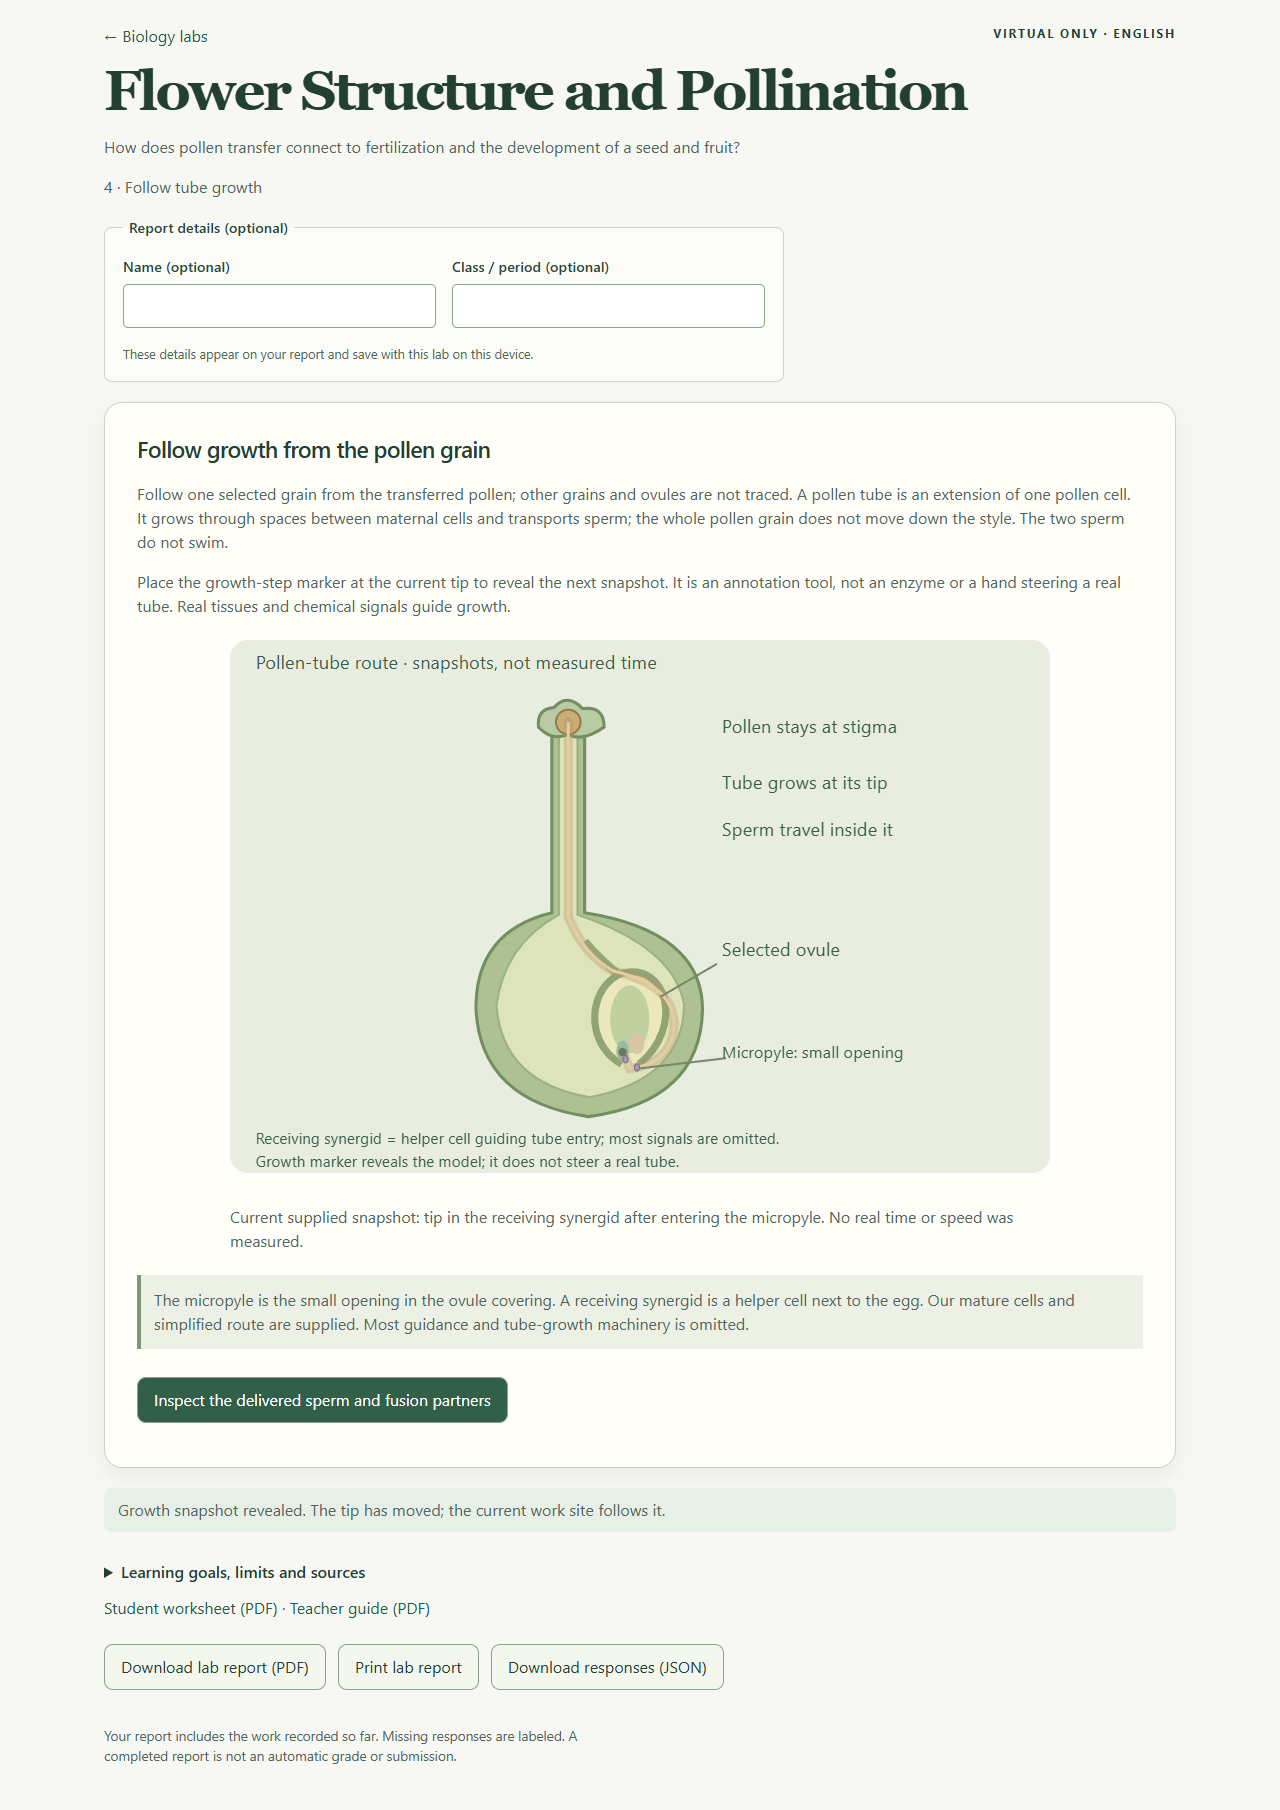 ← Biology labs
VIRTUAL ONLY · ENGLISH
Flower Structure and Pollination
How does pollen transfer connect to fertilization and the development of a seed and fruit?
4 · Follow tube growth
Report details (optional)
Name (optional)
Class / period (optional)
These details appear on your report and save with this lab on this device.
Follow growth from the pollen grain
Follow one selected grain from the transferred pollen; other grains and ovules are not traced. A pollen tube is an extension of one pollen cell.
It grows through spaces between maternal cells and transports sperm; the whole pollen grain does not move down the style. The two sperm
do not swim.
Place the growth-step marker at the current tip to reveal the next snapshot. It is an annotation tool, not an enzyme or a hand steering a real
tube. Real tissues and chemical signals guide growth.
Pollen-tube route · snapshots, not measured time
Pollen stays at stigma
Tube grows at its tip
Sperm travel inside it
Selected ovule
Micropyle: small opening
Receiving synergid = helper cell guiding tube entry; most signals are omitted.
Growth marker reveals the model; it does not steer a real tube.
Current supplied snapshot: tip in the receiving synergid after entering the micropyle. No real time or speed was
measured.
The micropyle is the small opening in the ovule covering. A receiving synergid is a helper cell next to the egg. Our mature cells and
simplified route are supplied. Most guidance and tube-growth machinery is omitted.
Inspect the delivered sperm and fusion partners
Growth snapshot revealed. The tip has moved; the current work site follows it.
▶ Learning goals, limits and sources
Student worksheet (PDF) · Teacher guide (PDF)
Download lab report (PDF)
Print lab report
Download responses (JSON)
Your report includes the work recorded so far. Missing responses are labeled. A
completed report is not an automatic grade or submission.